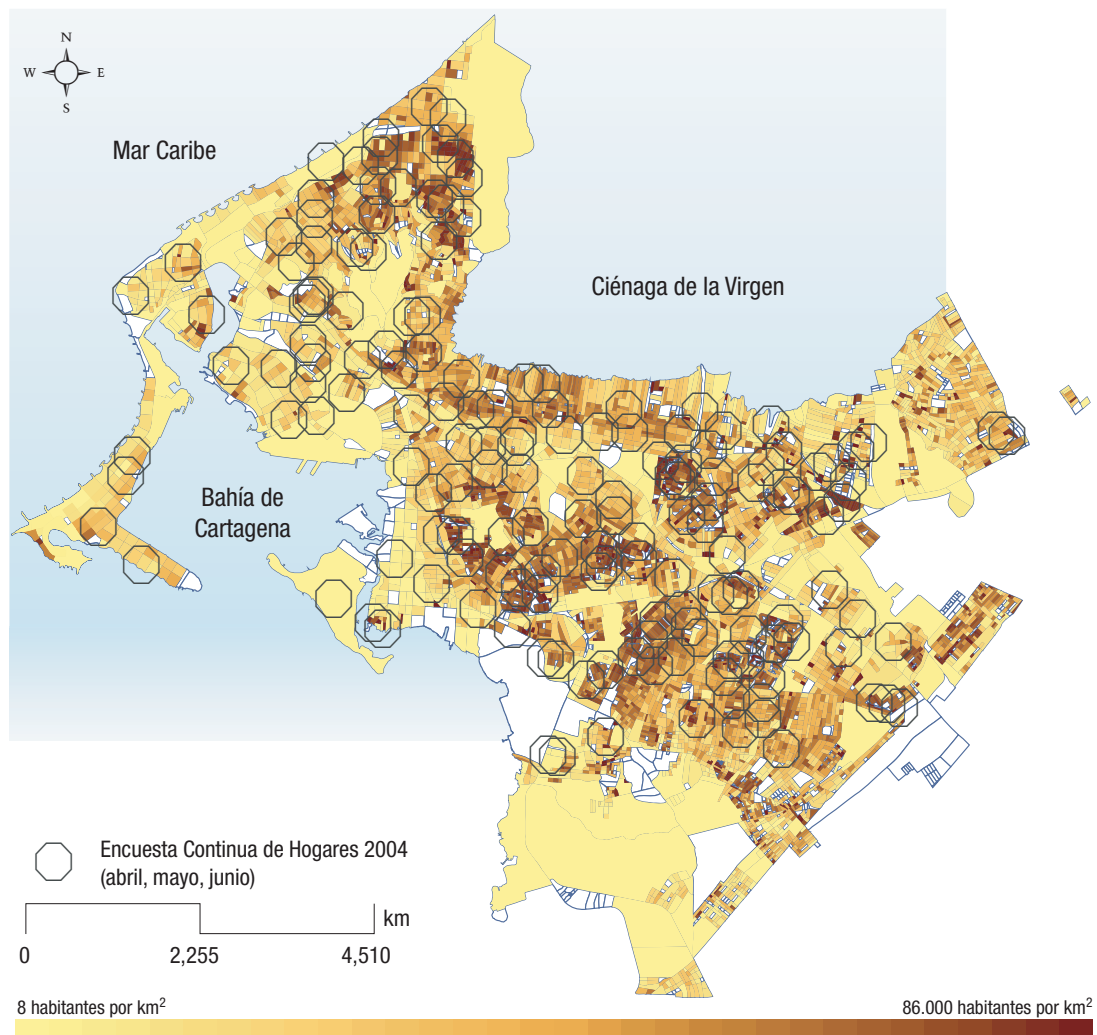 N
W E
S
Mar Caribe
Ciénaga de la Virgen
Bahía de
Cartagena
Encuesta Continua de Hogares 2004
(abril, mayo, junio)
km
0 2,255 4,510
8 habitantes por km²
86.000 habitantes por km²